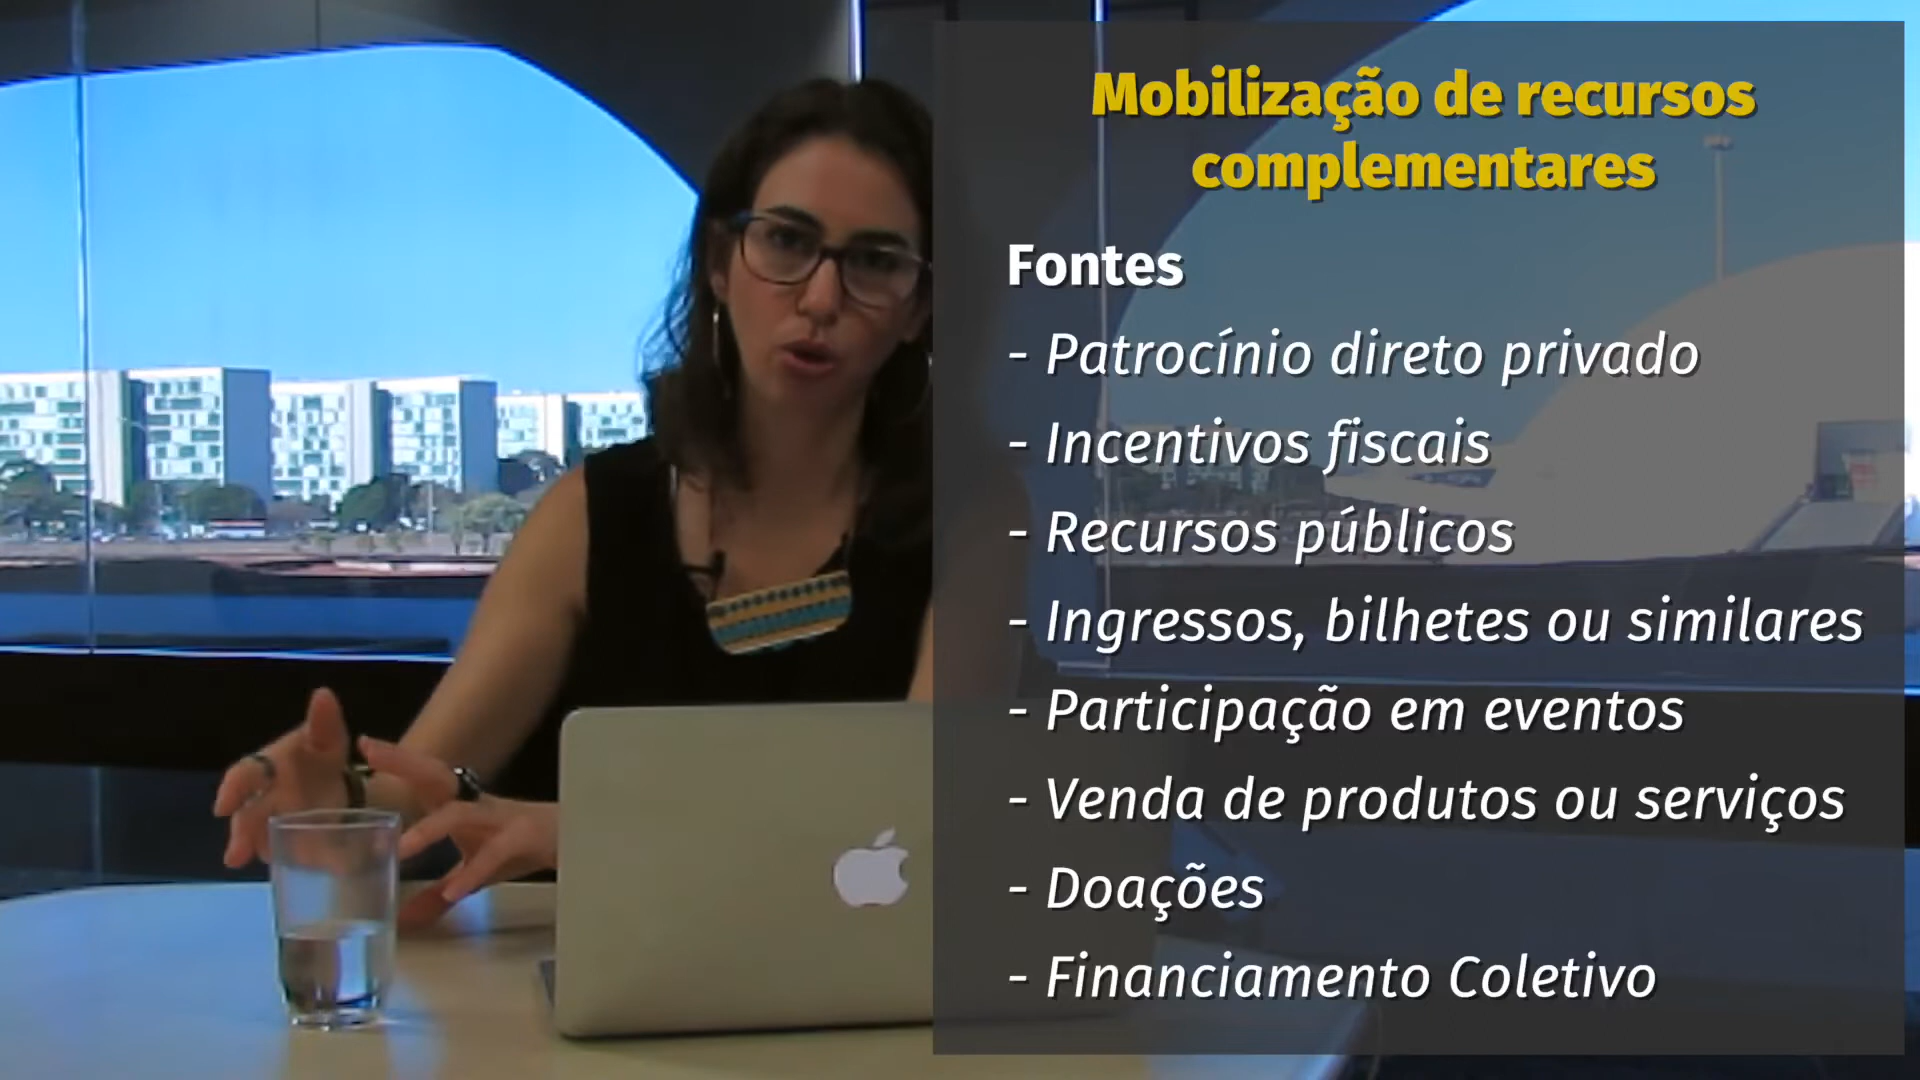 Mobilização de recursos
complementares
Fontes
- Patrocínio direto privado
- Incentivos fiscais
- Recursos públicos
- Ingressos, bilhetes ou similares
- Participação em eventos
- Venda de produtos ou serviços
- Doações
- Financiamento Coletivo